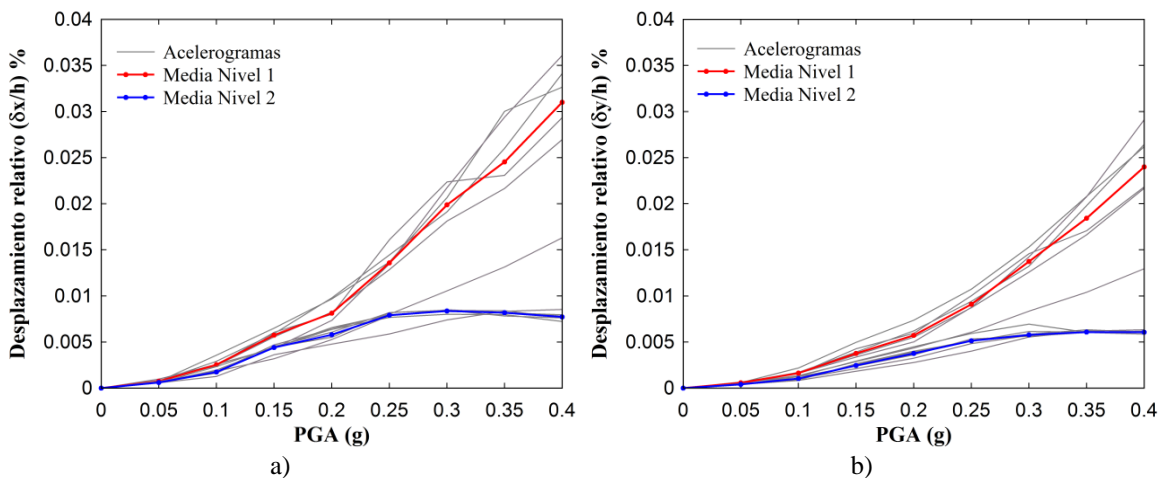 0.04
0.035
0.03
0.025
0.02
0.015
0.01
0.005
0
Desplazamiento relativo (δx/h) %
Acelerogramas
Media Nivel 1
Media Nivel 2
0 0.05 0.1 0.15 0.2 0.25 0.3 0.35 0.4
PGA (g)
a)
0.04
0.035
0.03
0.025
0.02
0.015
0.01
0.005
0
Desplazamiento relativo (δy/h) %
Acelerogramas
Media Nivel 1
Media Nivel 2
0 0.05 0.1 0.15 0.2 0.25 0.3 0.35 0.4
PGA (g)
b)